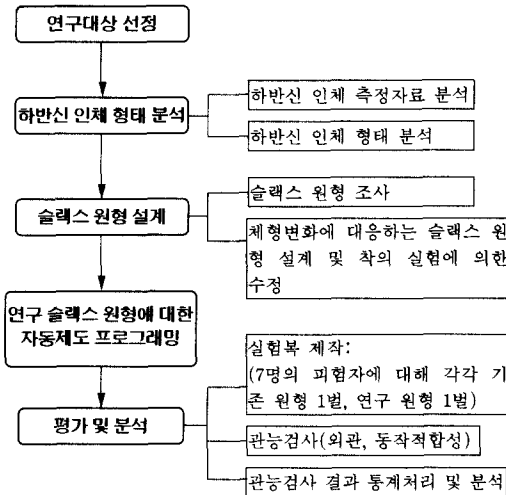 연구대상 선정
하반신 인체 형태 분석
하반신 인체 측정자료 분석
하반신 인체 형태 분석
슬랙스 원형 설계
슬랙스 원형 조사
체형변화에 대응하는 슬랙스 원
형 설계 및 착의 실험에 의한
수정
연구 슬랙스 원형에 대한
자동제도 프로그래밍
평가 및 분석
실험복 제작:
(7명의 피험자에 대해 각각 기
존 원형 1벌, 연구 원형 1벌)
관능검사(외관, 동작적합성)
관능검사 결과 통계처리 및 분석